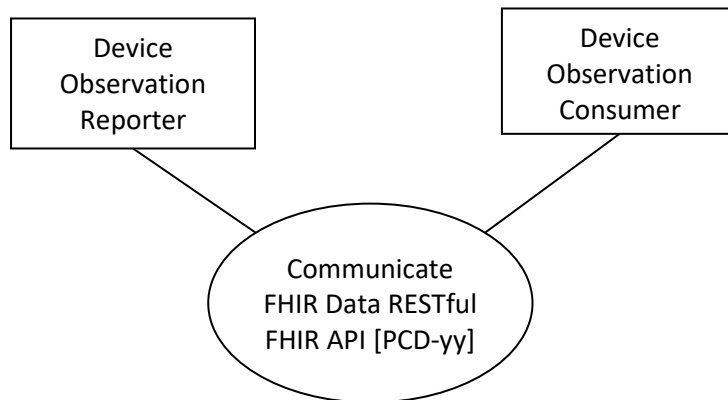 Device
Observation
Reporter
Device
Observation
Consumer
Communicate
FHIR Data RESTful
FHIR API [PCD-yy]